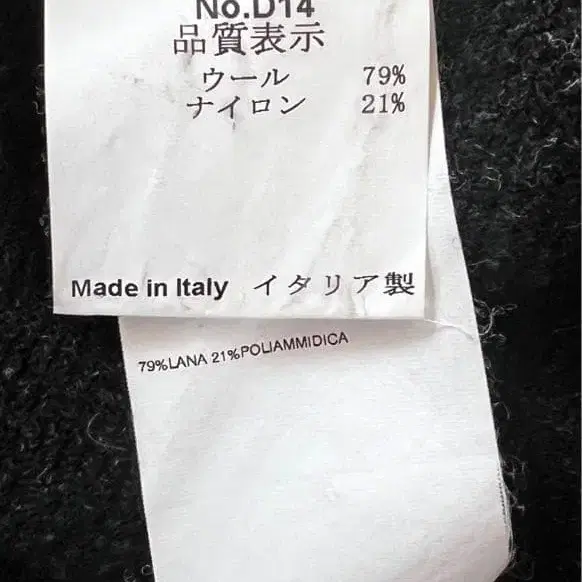 No.D14
品質表示
ウール 79%
ナイロン 21%
Made in Italy イタリア製
79%LANA 21%POLIAMMIDICA